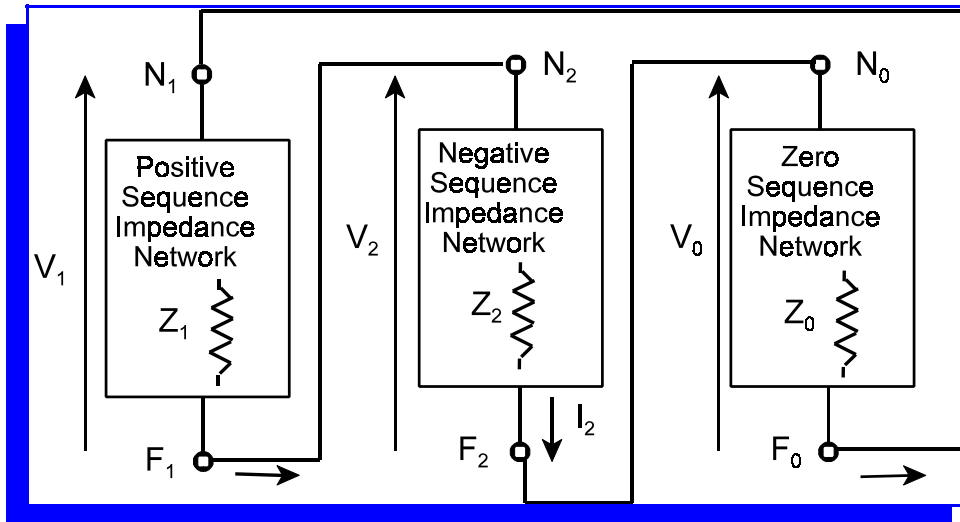 N1
Positive
Sequence
Impedance
Network
Z1
V1
F1
N2
Negative
Sequence
Impedance
Network
Z2
V2
I2
F2
N0
Zero
Sequence
Impedance
Network
Z0
V0
F0